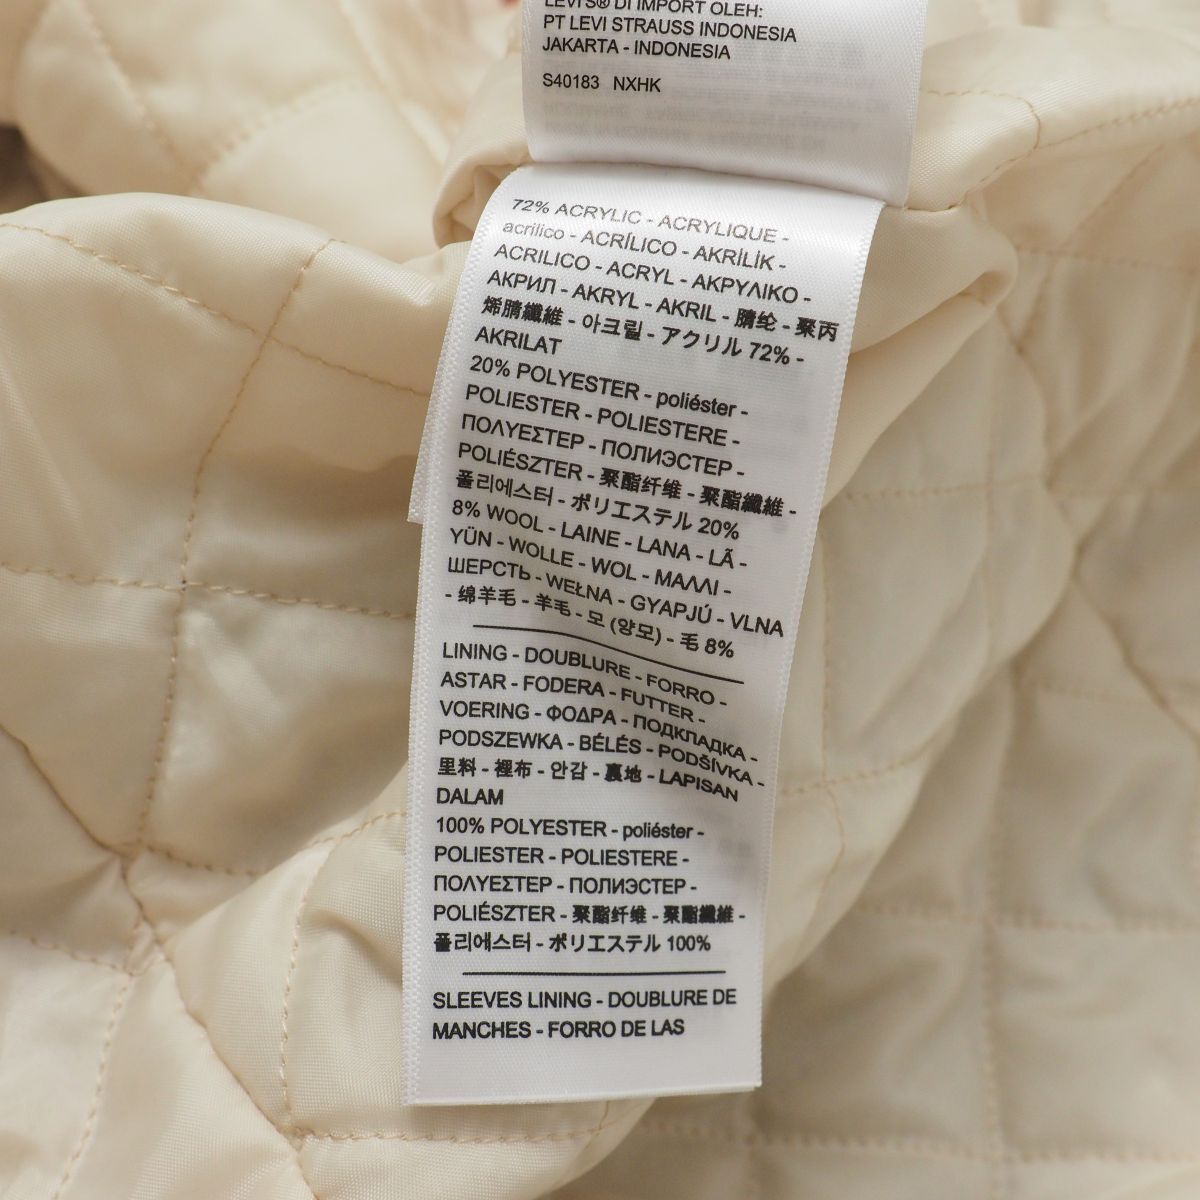 LEVI'S® DI IMPORT OLEH:
PT LEVI STRAUSS INDONESIA
JAKARTA - INDONESIA
S40183 NXHK
72% ACRYLIC - ACRYLIQUE -
acrílico - ACRÍLICO - AKRİLİK -
ACRILICO - ACRYL - ΑΚΡΥΛΙΚΟ -
АКРИЛ - AKRYL - AKRIL - 腈纶 - 聚丙
烯腈纖維 - 아크릴 - アクリル 72% -
AKRILAT
20% POLYESTER - poliéster -
POLIESTER - POLIESTERE -
ΠΟΛΥΕΣΤΕΡ - ПОЛИЭСТЕР -
POLIÉSZTER - 聚酯纤维 - 聚酯纖維 -
폴리에스터 - ポリエステル 20%
8% WOOL - LAINE - LANA - LÃ -
YÜN - WOLLE - WOL - ΜΑΛΛΙ -
ШЕРСТЬ - WEŁNA - GYAPJÚ - VLNA
- 绵羊毛 - 羊毛 - 모 (양모) - 毛 8%
LINING - DOUBLURE - FORRO -
ASTAR - FODERA - FUTTER -
VOERING - ΦΟΔΡΑ - ПОДКЛАДКА -
PODSZEWKA - BÉLÉS - PODŠÍVKA -
里料 - 裡布 - 안감 - 裏地 - LAPISAN
DALAM
100% POLYESTER - poliéster -
POLIESTER - POLIESTERE -
ΠΟΛΥΕΣΤΕΡ - ПОЛИЭСТЕР -
POLIÉSZTER - 聚酯纤维 - 聚酯纖維 -
폴리에스터 - ポリエステル 100%
SLEEVES LINING - DOUBLURE DE
MANCHES - FORRO DE LAS